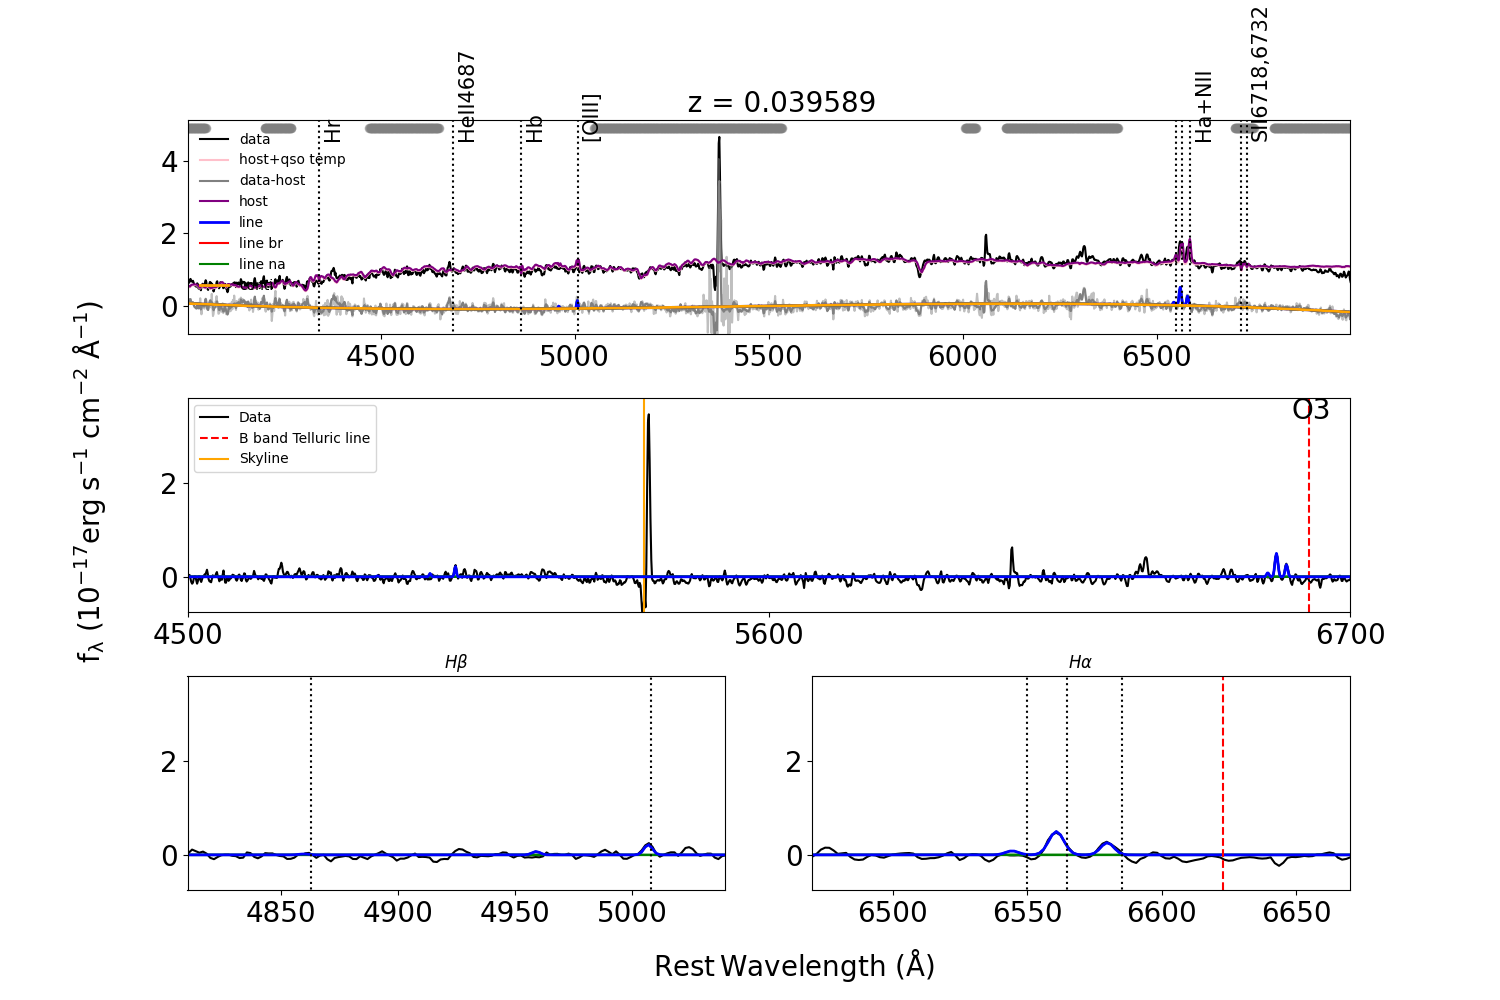 z = 0.039589
Hr
HeII4687
Hb
[OIII]
Ha+NII
SII6718,6732
data
host+qso temp
data-host
host
line
line br
line na
4
2
0
4500
5000
5500
6000
6500
Data
B band Telluric line
Skyline
O3
2
0
4500
5600
6700
fλ (10⁻¹⁷erg s⁻¹ cm⁻² Å⁻¹)
Hβ
2
0
4850
4900
4950
5000
Hα
2
0
6500
6550
6600
6650
Rest Wavelength (Å)